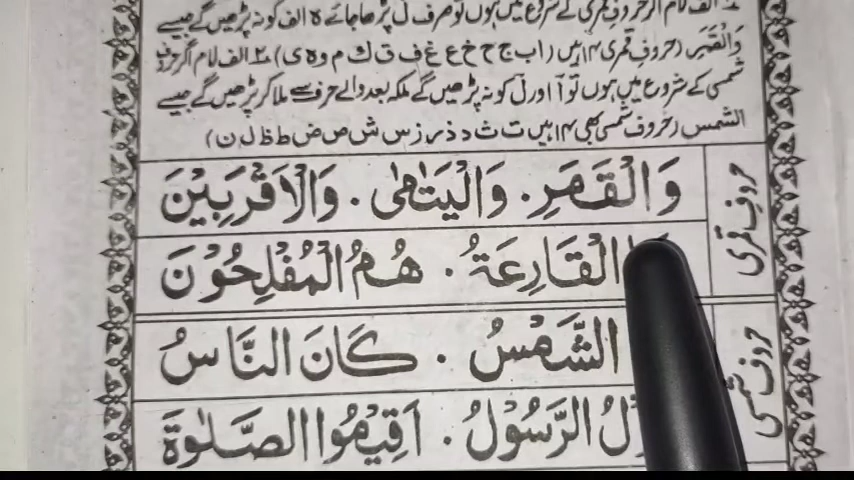 الف لام اگر حروفِ قمری کے شروع میں ہوں تو صرف ل پڑھا جائے گا الف کو نہ پڑھیں گے جیسے
وَالْقَمَرِ (حروفِ قمری ۱۴ ہیں (ا ب ج ح خ ع غ ف ق ك م و ہ ی) ۲۔ الف لام اگر حروفِ
شمسی کے شروع میں ہوں تو ا اور ل کو نہ پڑھیں گے بلکہ بعد والے حرف سے ملا کر پڑھیں گے جیسے
الشمس (حروفِ شمسی بھی ۱۴ ہیں ت ث د ذ ر ز س ش ص ض ط ظ ل ن)
حروفِ قمری
وَالْقَمَرِ . وَالْيَتٰمٰى . وَالْاَقْرَبِيْنَ
الْقَارِعَةُ . هُمُ الْمُفْلِحُوْنَ
حروفِ شمسی
الشَّمْسُ . كَانَ النَّاسُ
الرَّسُوْلُ . اَقِيْمُوا الصَّلٰوةَ